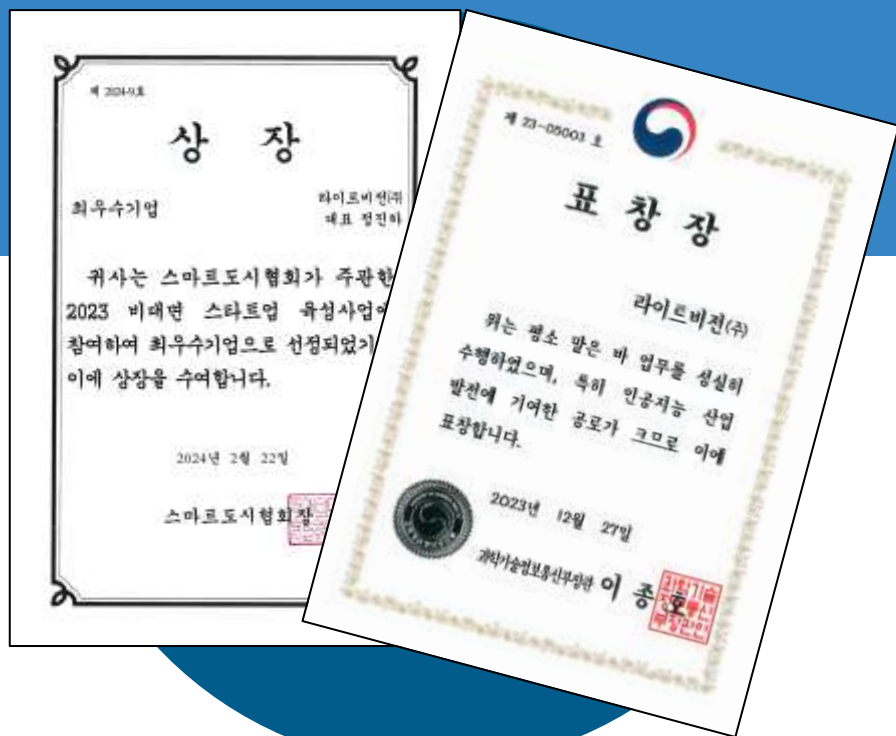 제 2024-9호
상 장
최우수기업
라이트비전(주)
대표 정진하
귀사는 스마트도시협회가 주관한
2023 비대면 스타트업 육성사업에
참여하여 최우수기업으로 선정되었기
이에 상장을 수여합니다.
2024년 2월 22일
스마트도시협회장
제 23-05003 호
표 창 장
라이트비전(주)
위는 평소 맡은 바 업무를 성실히
수행하였으며, 특히 인공지능 산업
발전에 기여한 공로가 크므로 이에
표창합니다.
2023년 12월 27일
과학기술정보통신부장관 이 종 호